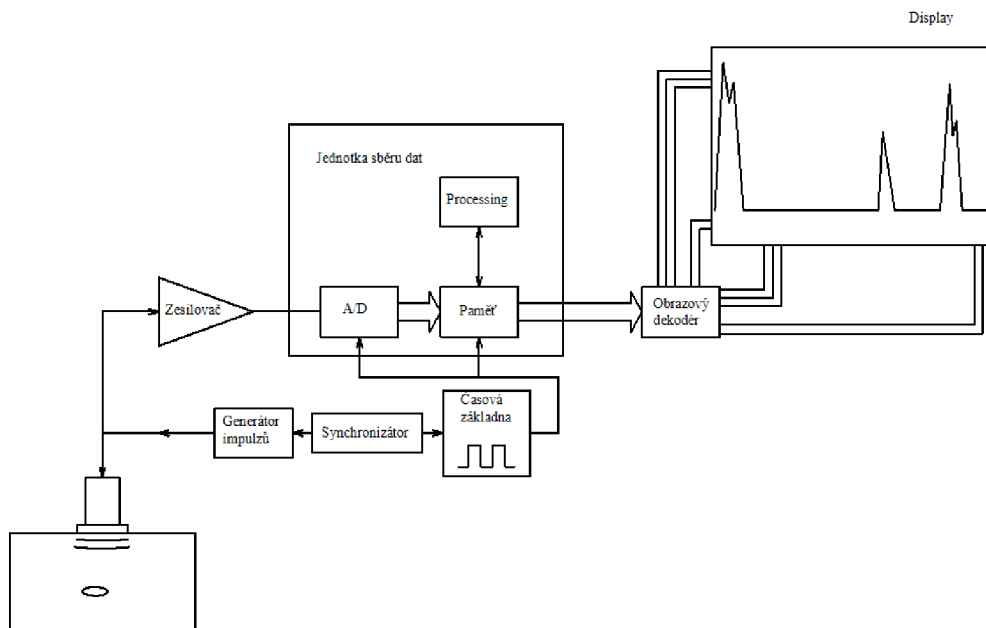 Display
Jednotka sběru dat
Processing
Zesilovač
A/D
Paměť
Obrazový
dekodér
Generátor
impulzů
Synchronizátor
Časová
základna